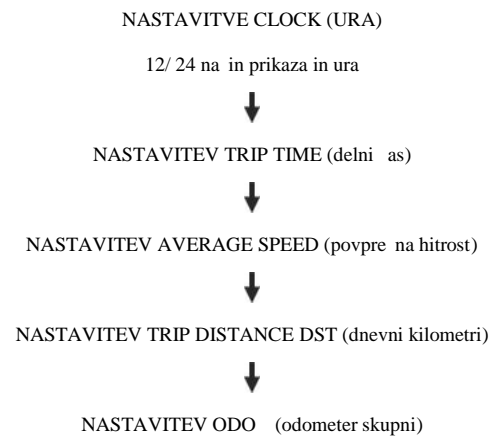 NASTAVITVE CLOCK (URA)
12/ 24 na in prikaza in ura
NASTAVITEV TRIP TIME (delni as)
NASTAVITEV AVERAGE SPEED (povpre na hitrost)
NASTAVITEV TRIP DISTANCE DST (dnevni kilometri)
NASTAVITEV ODO (odometer skupni)